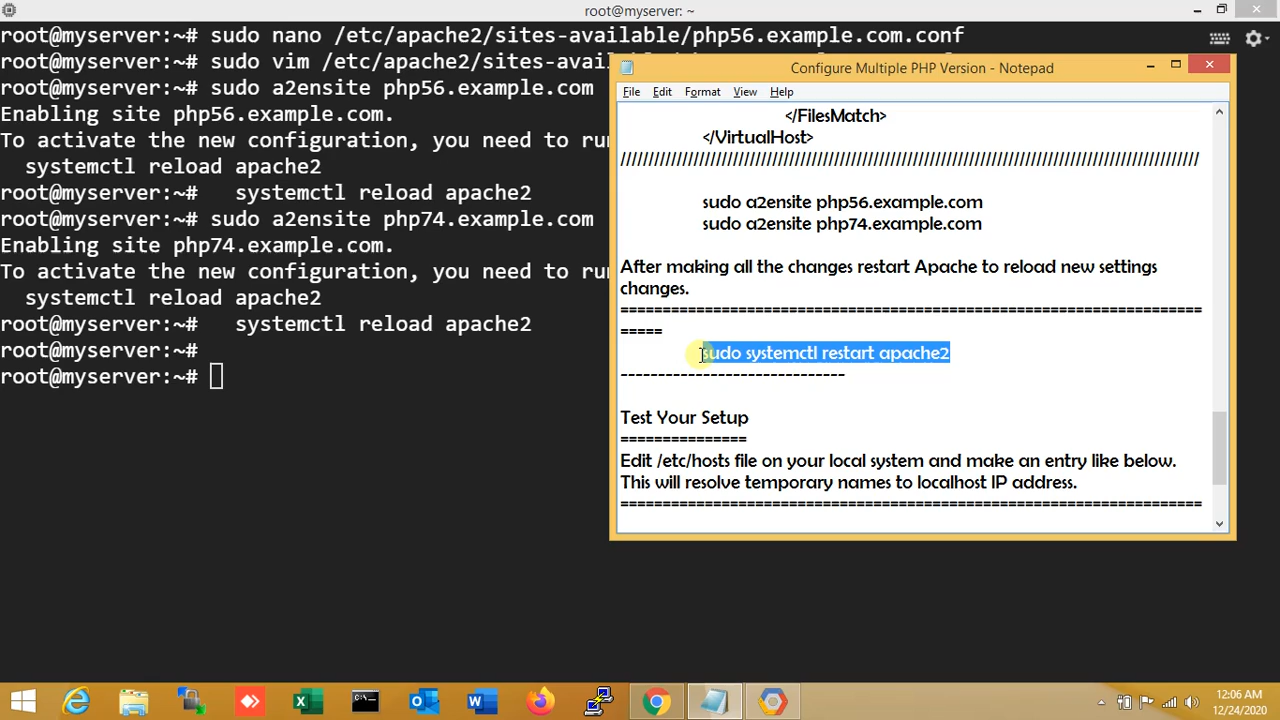 root@myserver: ~
root@myserver:~# sudo nano /etc/apache2/sites-available/php56.example.com.conf
root@myserver:~# sudo vim /etc/apache2/sites-avai
root@myserver:~# sudo a2ensite php56.example.com
Enabling site php56.example.com.
To activate the new configuration, you need to run
systemctl reload apache2
root@myserver:~#   systemctl reload apache2
root@myserver:~# sudo a2ensite php74.example.com
Enabling site php74.example.com.
To activate the new configuration, you need to run
systemctl reload apache2
root@myserver:~#   systemctl reload apache2
root@myserver:~#
root@myserver:~#
Configure Multiple PHP Version - Notepad
File Edit Format View Help
</FilesMatch>
</VirtualHost>
////////////////////////////////////////////////////////////////////////////////////////////////////////
sudo a2ensite php56.example.com
sudo a2ensite php74.example.com
After making all the changes restart Apache to reload new settings
changes.
======================================================================
=====
sudo systemctl restart apache2
------------------------------
Test Your Setup
===============
Edit /etc/hosts file on your local system and make an entry like below.
This will resolve temporary names to localhost IP address.
======================================================================
12:06 AM
12/24/2020